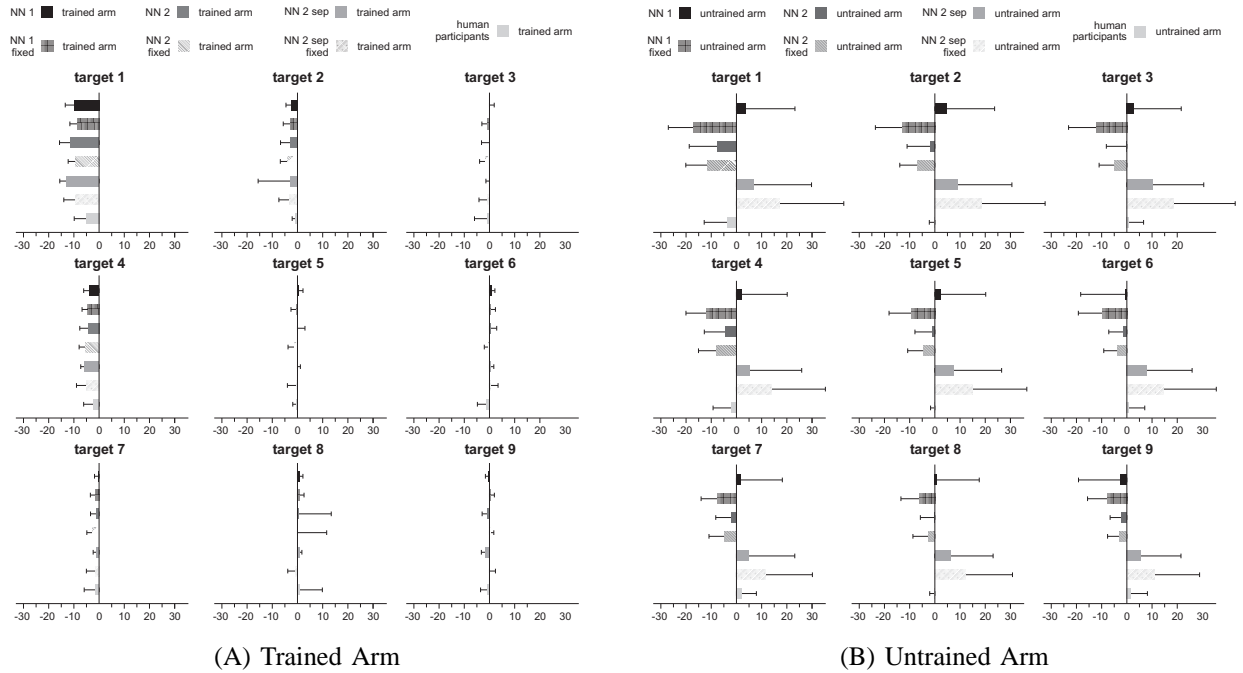 NN 1 trained arm NN 2 trained arm NN 2 sep trained arm human participants trained arm
NN 1 fixed trained arm NN 2 fixed trained arm NN 2 sep fixed trained arm
target 1 target 2 target 3
-30 -20 -10 0 10 20 30 -30 -20 -10 0 10 20 30 -30 -20 -10 0 10 20 30
target 4 target 5 target 6
-30 -20 -10 0 10 20 30 -30 -20 -10 0 10 20 30 -30 -20 -10 0 10 20 30
target 7 target 8 target 9
-30 -20 -10 0 10 20 30 -30 -20 -10 0 10 20 30 -30 -20 -10 0 10 20 30
(A) Trained Arm
NN 1 untrained arm NN 2 untrained arm NN 2 sep untrained arm human participants untrained arm
NN 1 fixed untrained arm NN 2 fixed untrained arm NN 2 sep fixed untrained arm
target 1 target 2 target 3
-30 -20 -10 0 10 20 30 -30 -20 -10 0 10 20 30 -30 -20 -10 0 10 20
target 4 target 5 target 6
-30 -20 -10 0 10 20 30 -30 -20 -10 0 10 20 30 -30 -20 -10 0 10 20 30
target 7 target 8 target 9
-30 -20 -10 0 10 20 30 -30 -20 -10 0 10 20 30 -30 -20 -10 0 10 20 30
(B) Untrained Arm